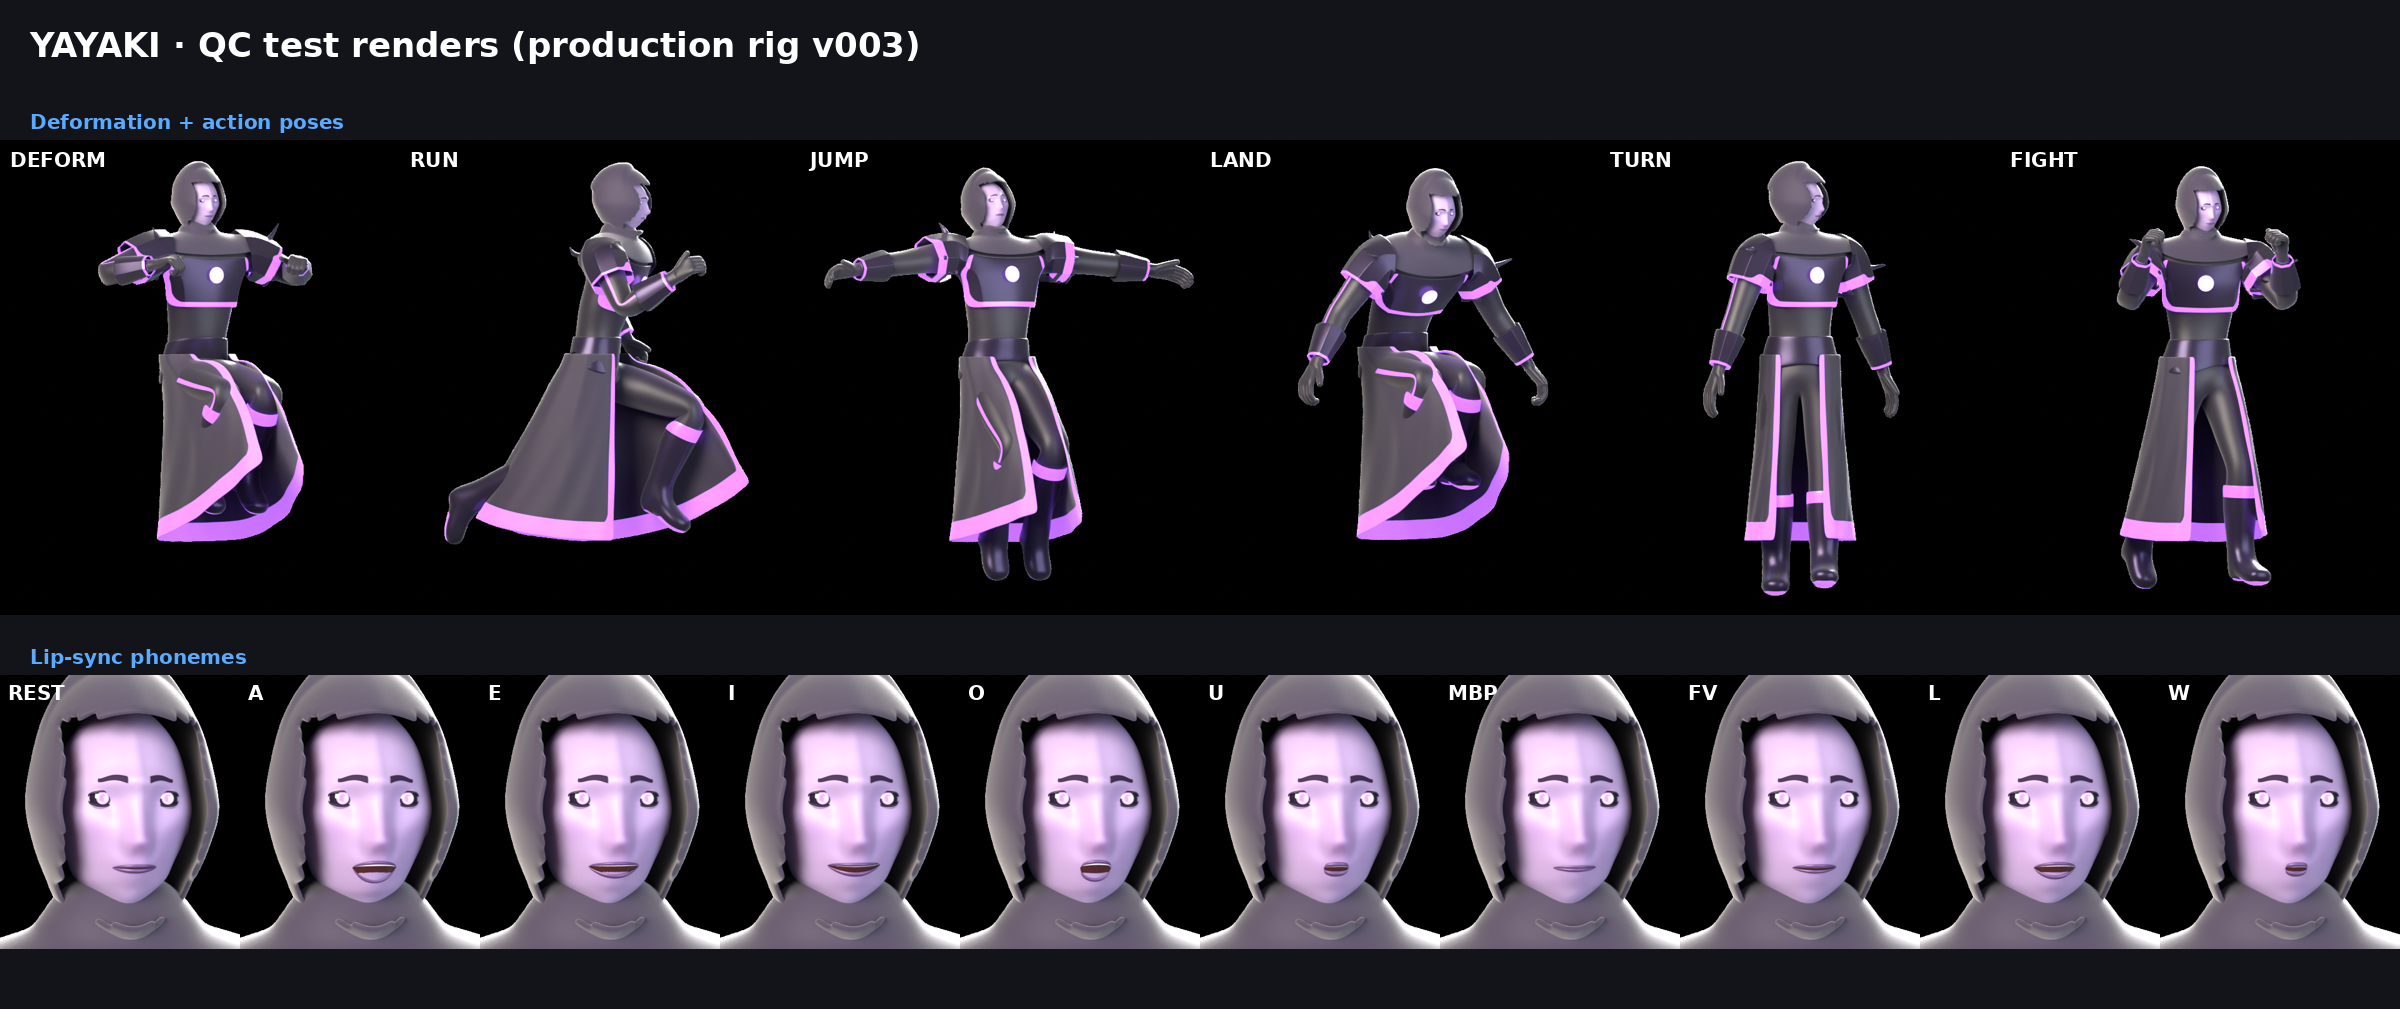 YAYAKI · QC test renders (production rig v003)
Deformation + action poses
DEFORM RUN JUMP LAND TURN FIGHT
Lip-sync phonemes
REST A E I O U MBP FV L W